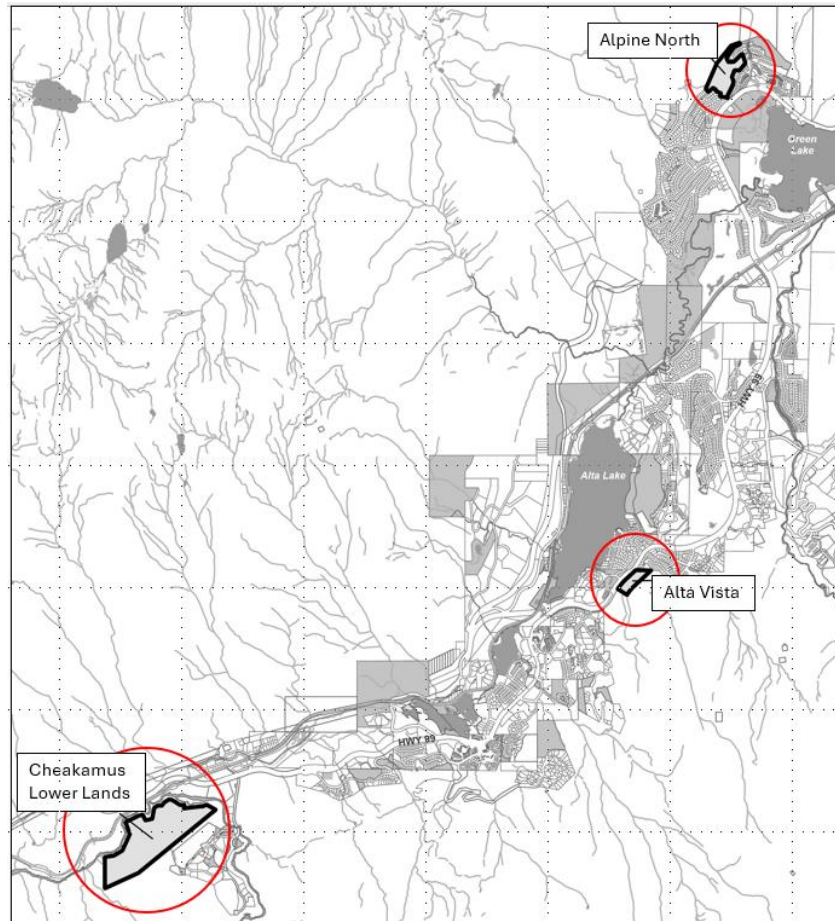 Alpine North
Green
Lake
HWY 99
Alta Lake
Alta Vista
HWY 99
Cheakamus
Lower Lands